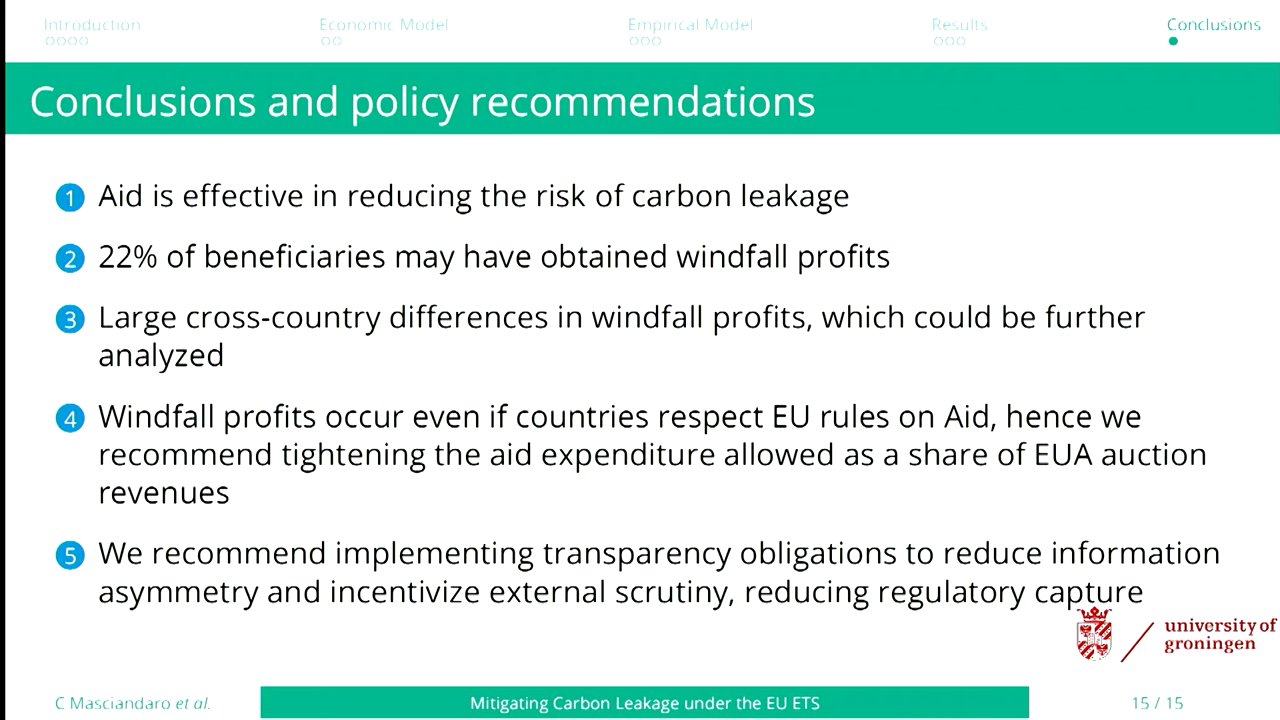 Introduction Economic Model Empirical Model Results Conclusions
Conclusions and policy recommendations
1 Aid is effective in reducing the risk of carbon leakage
2 22% of beneficiaries may have obtained windfall profits
3 Large cross-country differences in windfall profits, which could be further
analyzed
4 Windfall profits occur even if countries respect EU rules on Aid, hence we
recommend tightening the aid expenditure allowed as a share of EUA auction
revenues
5 We recommend implementing transparency obligations to reduce information
asymmetry and incentivize external scrutiny, reducing regulatory capture
university of
groningen
C Masciandaro et al. Mitigating Carbon Leakage under the EU ETS 15 / 15